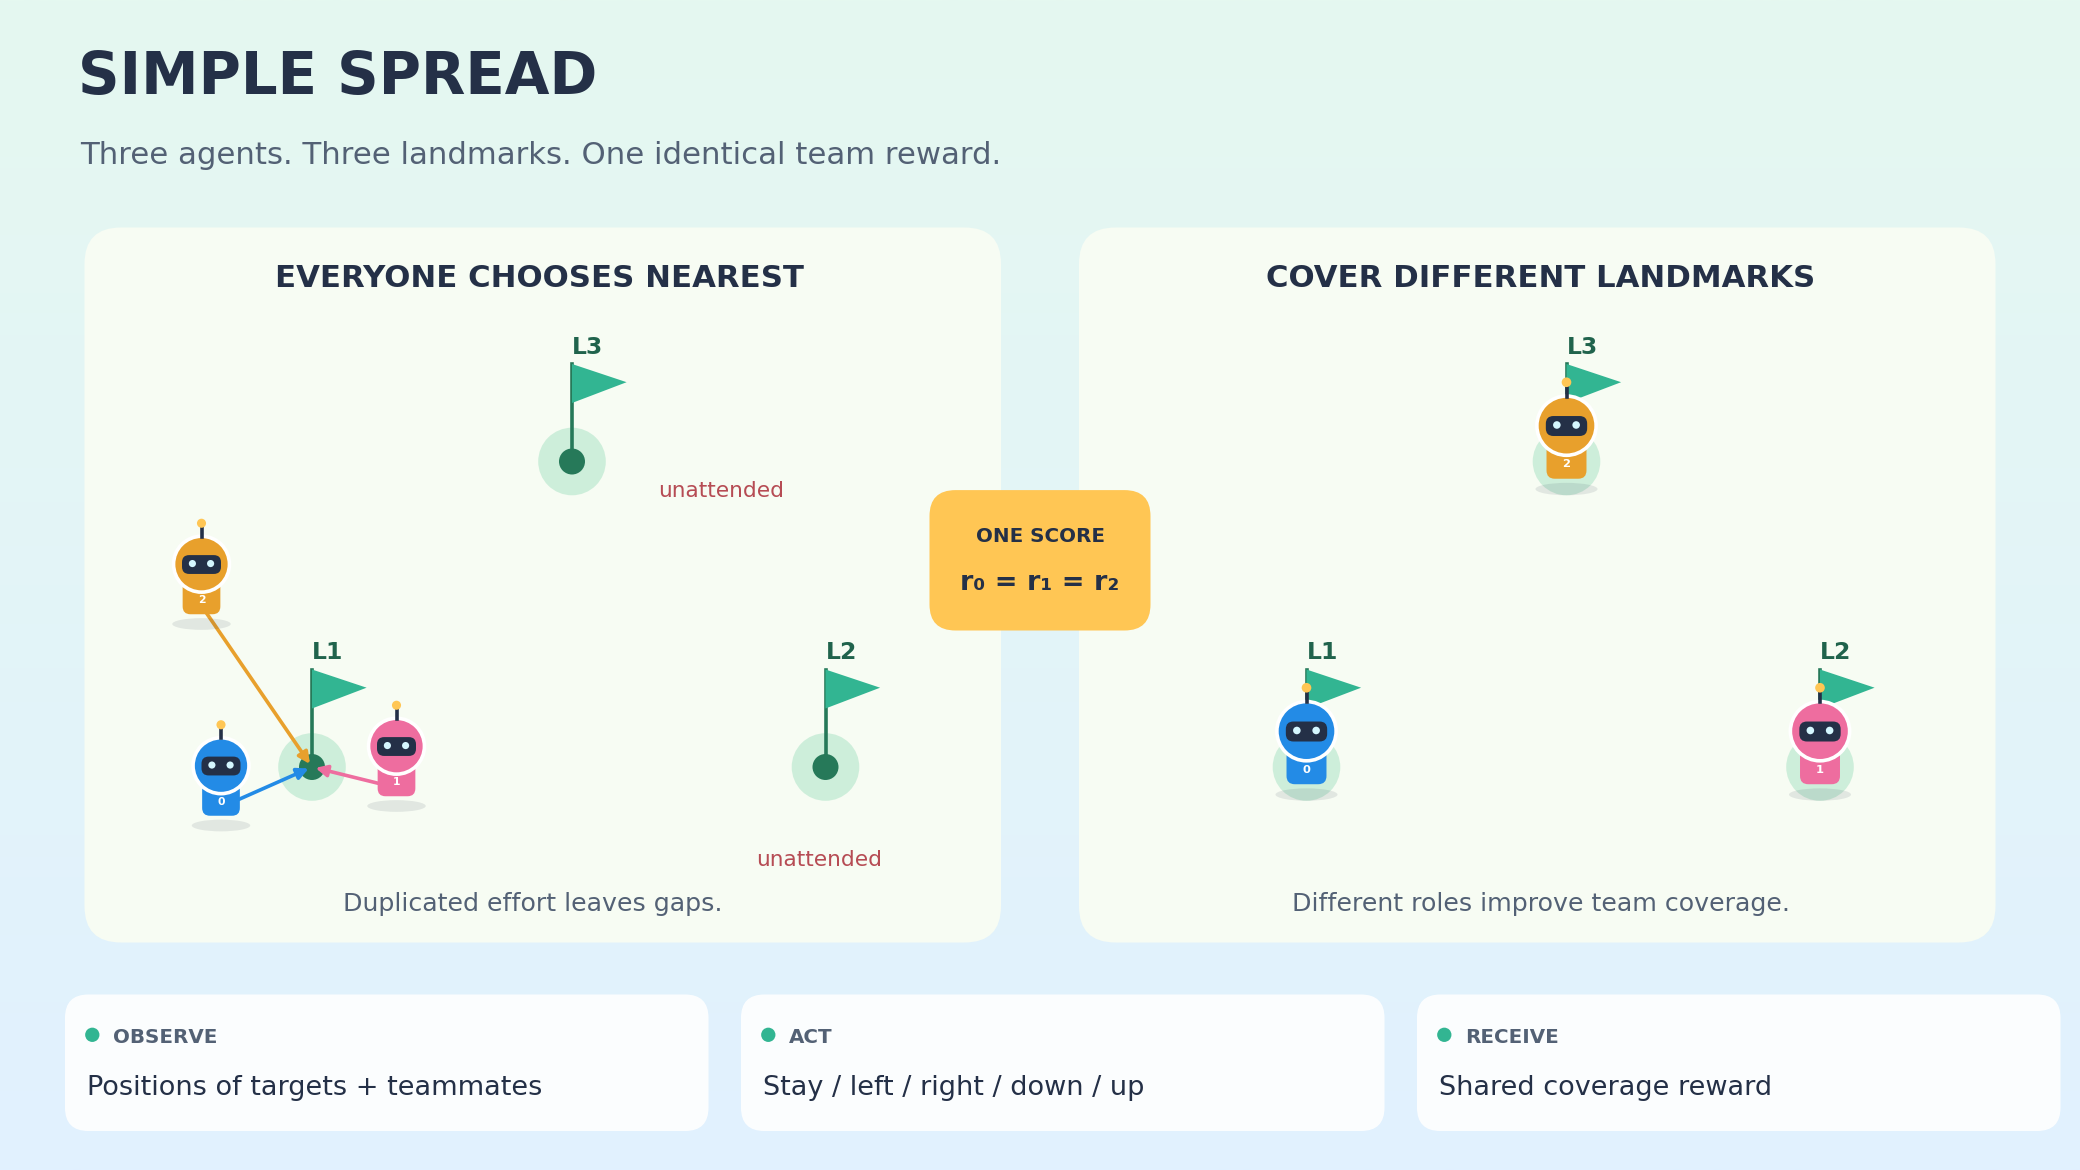 SIMPLE SPREAD
Three agents. Three landmarks. One identical team reward.
EVERYONE CHOOSES NEAREST
L3
unattended
2
L1
L2
0
1
unattended
Duplicated effort leaves gaps.
ONE SCORE
r₀ = r₁ = r₂
COVER DIFFERENT LANDMARKS
L3
2
L1
L2
0
1
Different roles improve team coverage.
OBSERVE
Positions of targets + teammates
ACT
Stay / left / right / down / up
RECEIVE
Shared coverage reward